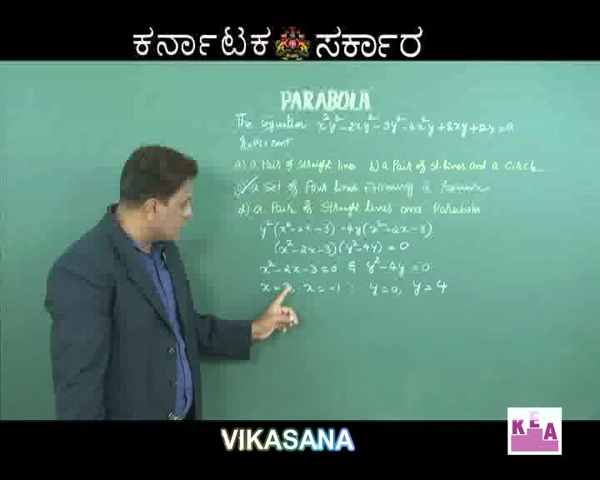 ಕರ್ನಾಟಕ ಸರ್ಕಾರ
PARABOLA
The equation x²y² - 2xy² - 3y² - 4x²y + 8xy + 12y = 0
Represent
a) a Pair of straight lines b) a Pair of st. lines and a Circle
c) a Set of Four lines Forming a Square
d) a Pair of Straight lines and Parabola
y²(x² - 2x - 3) - 4y(x² - 2x - 3)
(x² - 2x - 3)(y² - 4y) = 0
x² - 2x - 3 = 0 & y² - 4y = 0
x = 3, x = -1 : y = 0, y = 4
KEA
VIKASANA